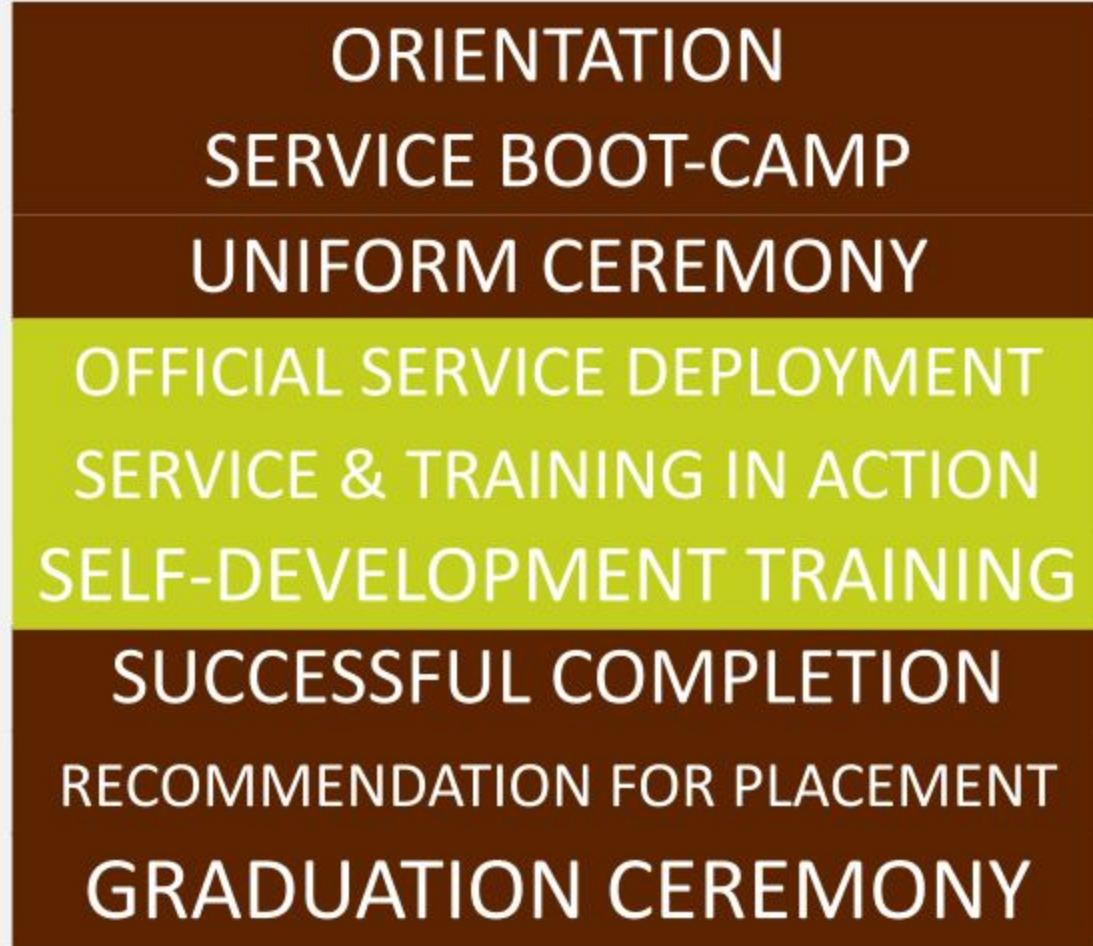 ORIENTATION
SERVICE BOOT-CAMP
UNIFORM CEREMONY
OFFICIAL SERVICE DEPLOYMENT
SERVICE & TRAINING IN ACTION
SELF-DEVELOPMENT TRAINING
SUCCESSFUL COMPLETION
RECOMMENDATION FOR PLACEMENT
GRADUATION CEREMONY